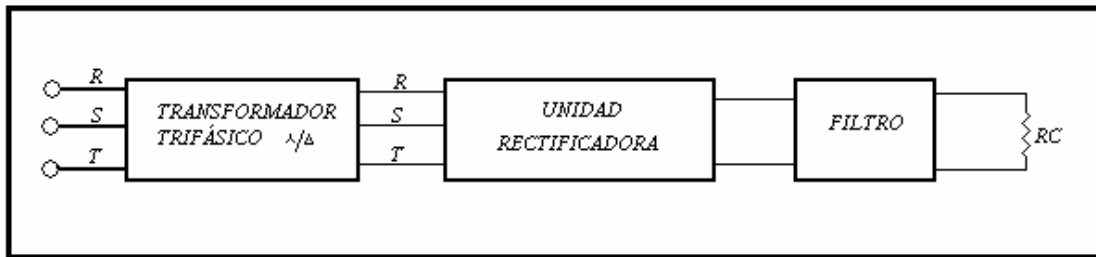 R
S
T
TRANSFORMADOR
TRIFÁSICO ⅄/Δ
R
S
T
UNIDAD
RECTIFICADORA
FILTRO
RC